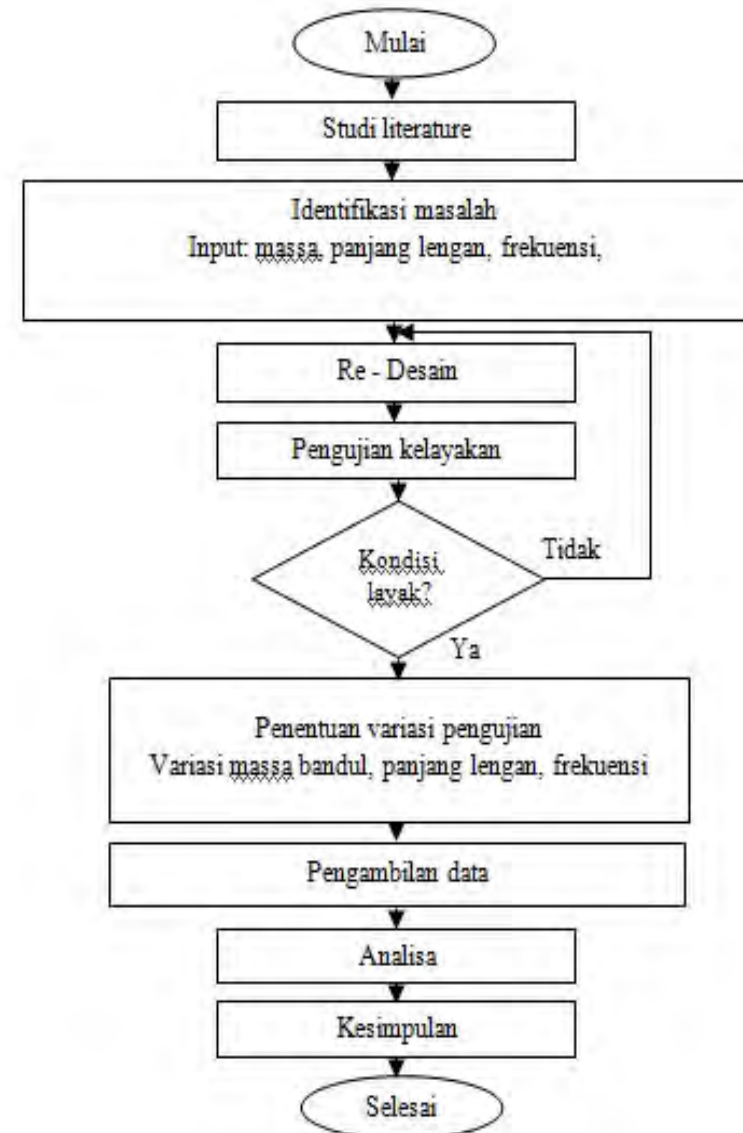 Mulai
Studi literature
Identifikasi masalah
Input: massa, panjang lengan, frekuensi,
Re - Desain
Pengujian kelayakan
Kondisi
layak?
Tidak
Ya
Penentuan variasi pengujian
Variasi massa bandul, panjang lengan, frekuensi
Pengambilan data
Analisa
Kesimpulan
Selesai